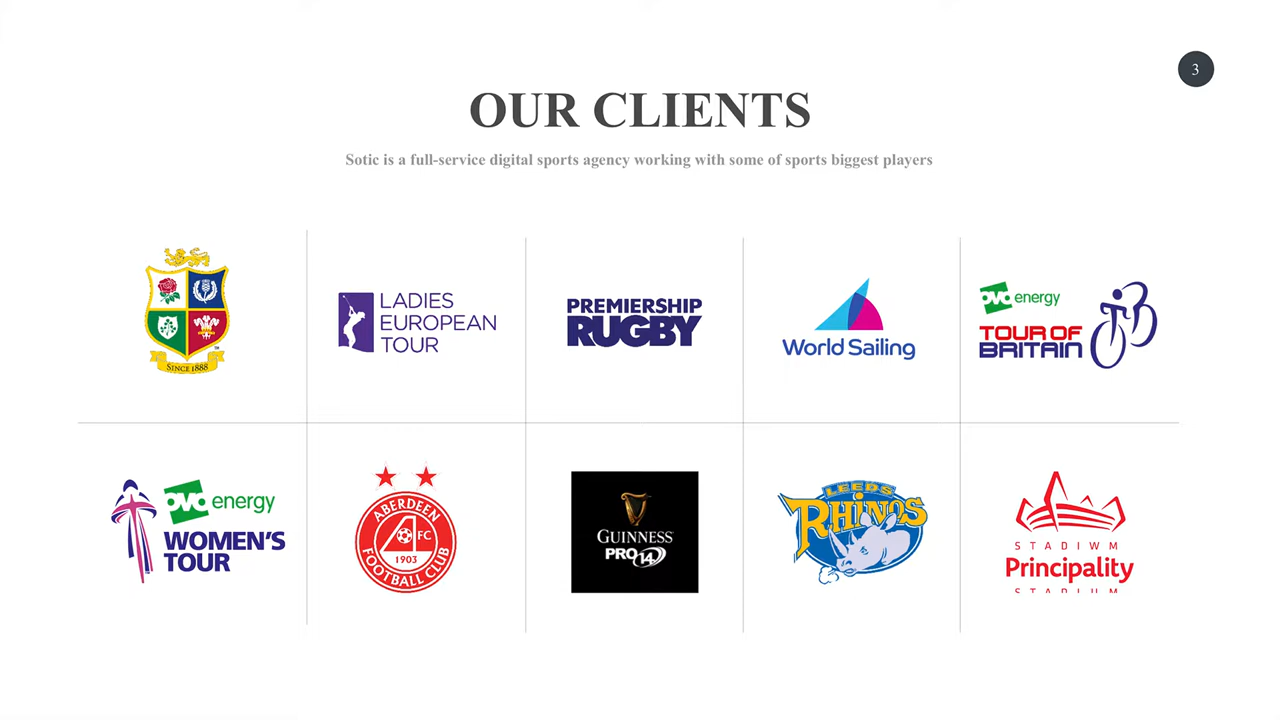 3
OUR CLIENTS
Sotic is a full-service digital sports agency working with some of sports biggest players
SINCE 1888
TM
LADIES
EUROPEAN
TOUR
PREMIERSHIP
RUGBY
World Sailing
ovo energy
TOUR OF
BRITAIN
ovo energy
WOMEN'S
TOUR
ABERDEEN
FC
1903
FOOTBALL CLUB
GUINNESS
PRO14
LEEDS
RHINOS
STADIWM
Principality
STADIUM